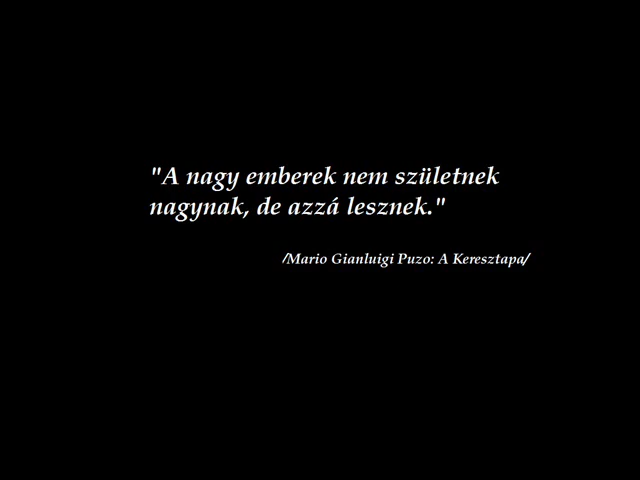 "A nagy emberek nem születnek
nagynak, de azzá lesznek."
/Mario Gianluigi Puzo: A Keresztapa/